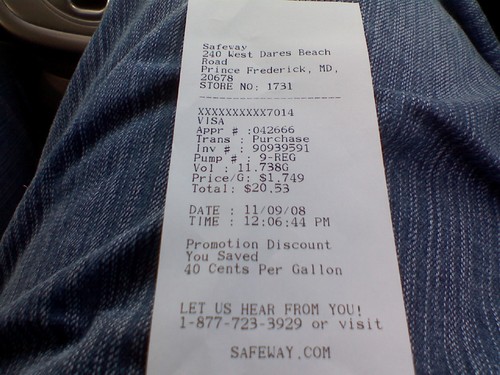 Safeway
240 West Dares Beach
Road
Prince Frederick, MD,
20678
STORE NO: 1731
--------------------------------
XXXXXXXXXX7014
VISA
Appr # :042666
Trans : Purchase
Inv # : 90939591
Pump # : 9-REG
Vol : 11.738G
Price/G: $1.749
Total: $20.53
DATE : 11/09/08
TIME : 12:06:44 PM
Promotion Discount
You Saved
40 Cents Per Gallon
LET US HEAR FROM YOU!
1-877-723-3929 or visit
SAFEWAY.COM